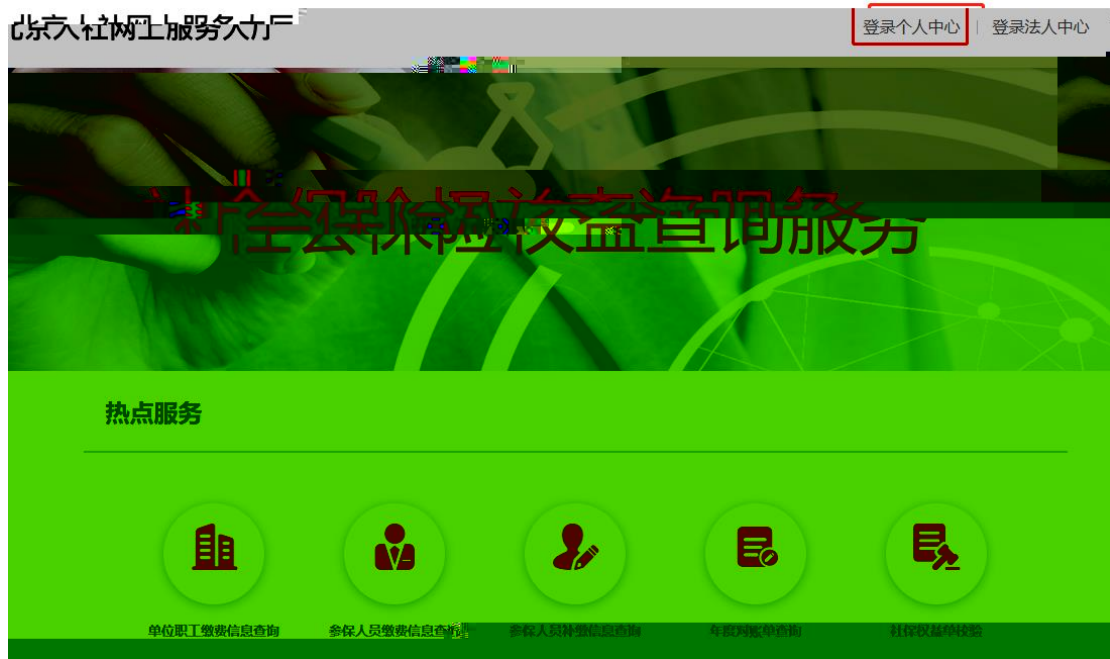 北京人社网上服务大厅
登录个人中心 | 登录法人中心
社会保险权益查询服务
热点服务
单位职工缴费信息查询
参保人员缴费信息查询
参保人员补缴信息查询
年度对账单查询
社保权益单校验